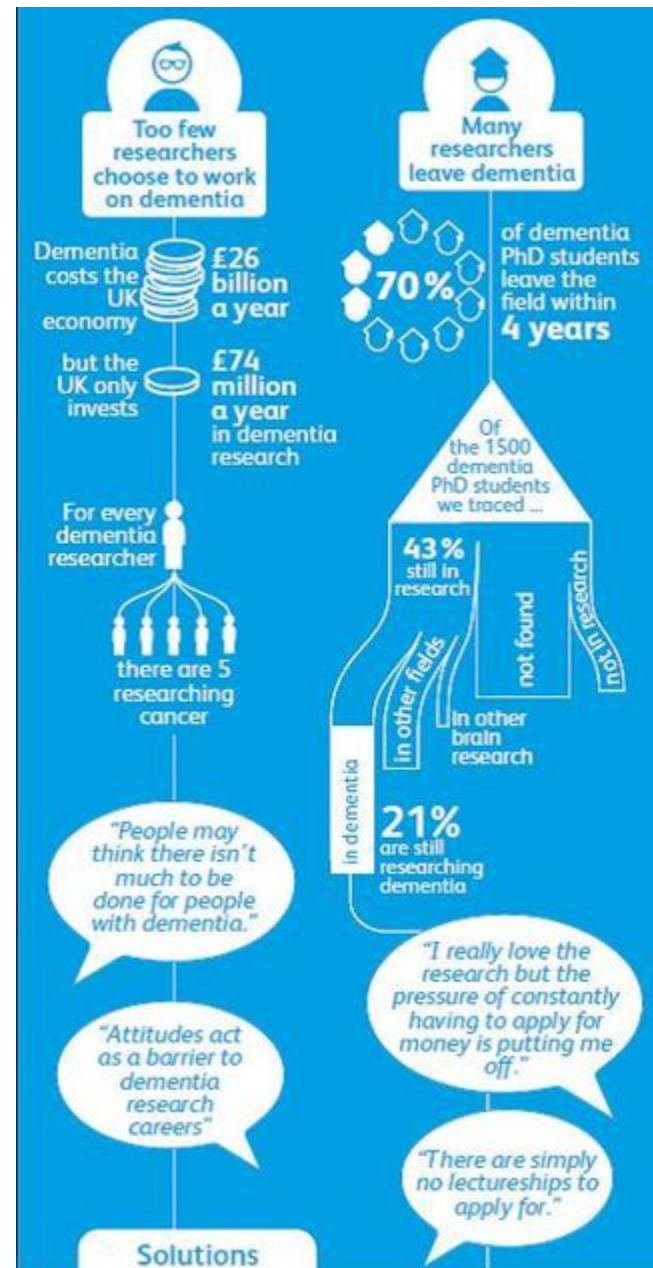 Too few
researchers
choose to work
on dementia
Dementia
costs the
UK
economy
£26
billion
a year
but the
UK only
invests
£74
million
a year
in dementia
research
For every
dementia
researcher
there are 5
researching
cancer
"People may
think there isn't
much to be
done for people
with dementia."
"Attitudes act
as a barrier to
dementia
research
careers"
Solutions
Many
researchers
leave dementia
70%
of dementia
PhD students
leave the
field within
4 years
Of
the 1500
dementia
PhD students
we traced ...
43%
still in
research
in other fields
in other
brain
research
not found
not in research
in dementia
21%
are still
researching
dementia
"I really love the
research but the
pressure of constantly
having to apply for
money is putting me
off."
"There are simply
no lectureships to
apply for."